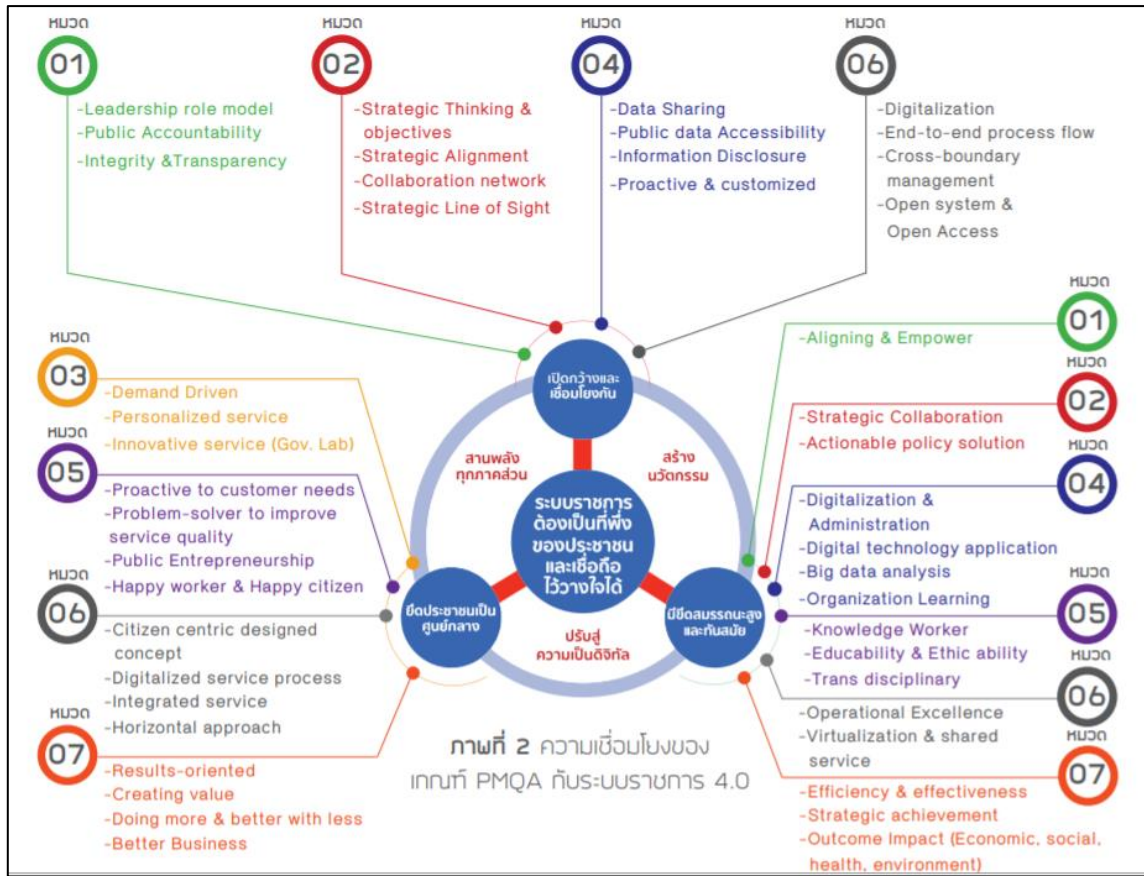 หมวด
01
-Leadership role model
-Public Accountability
-Integrity &Transparency
หมวด
02
-Strategic Thinking &
objectives
-Strategic Alignment
-Collaboration network
-Strategic Line of Sight
หมวด
04
-Data Sharing
-Public data Accessibility
-Information Disclosure
-Proactive & customized
หมวด
06
-Digitalization
-End-to-end process flow
-Cross-boundary
management
-Open system &
Open Access
หมวด
03
-Demand Driven
-Personalized service
-Innovative service (Gov. Lab)
หมวด
05
-Proactive to customer needs
-Problem-solver to improve
service quality
-Public Entrepreneurship
-Happy worker & Happy citizen
หมวด
06
-Citizen centric designed
concept
-Digitalized service process
-Integrated service
-Horizontal approach
หมวด
07
-Results-oriented
-Creating value
-Doing more & better with less
-Better Business
เปิดกว้างและ
เชื่อมโยงกัน
สานพลัง
ทุกภาคส่วน
สร้าง
นวัตกรรม
ระบบราชการ
ต้องเป็นที่พึ่ง
ของประชาชน
และเชื่อถือ
ไว้วางใจได้
ยึดประชาชนเป็น
ศูนย์กลาง
มีขีดสมรรถนะสูง
และทันสมัย
ปรับสู่
ความเป็นดิจิทัล
ภาพที่ 2 ความเชื่อมโยงของ
เกณฑ์ PMQA กับระบบราชการ 4.0
หมวด
01
-Aligning & Empower
หมวด
02
-Strategic Collaboration
-Actionable policy solution
หมวด
04
-Digitalization &
Administration
-Digital technology application
-Big data analysis
-Organization Learning
หมวด
05
-Knowledge Worker
-Educability & Ethic ability
-Trans disciplinary
หมวด
06
-Operational Excellence
-Virtualization & shared
service
หมวด
07
-Efficiency & effectiveness
-Strategic achievement
-Outcome Impact (Economic, social,
health, environment)